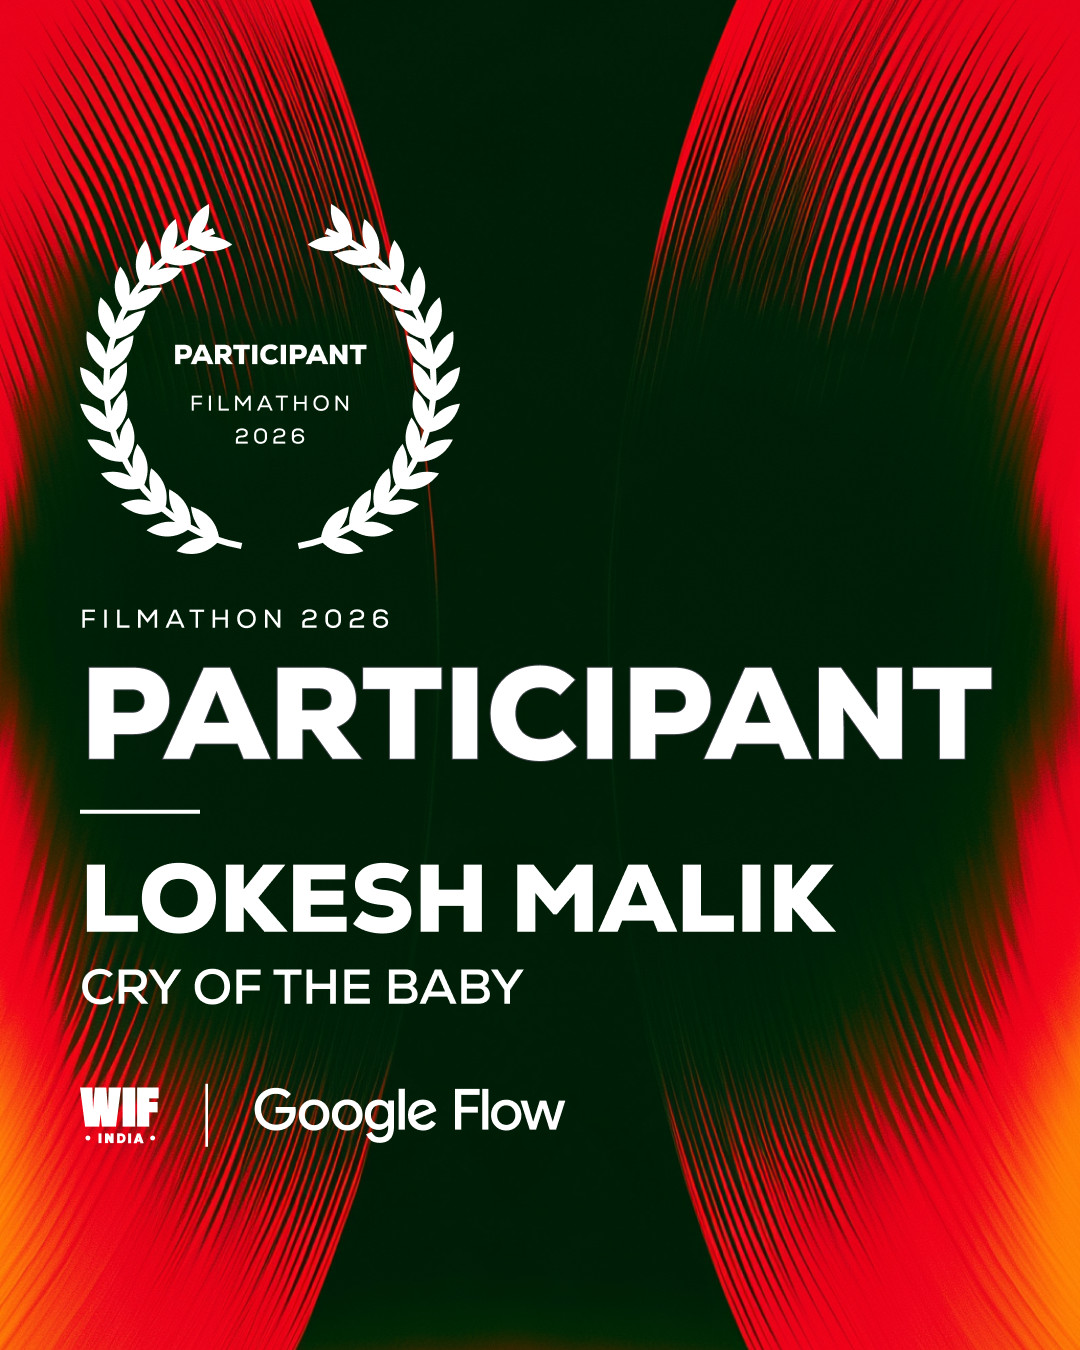 PARTICIPANT
FILMATHON
2026
FILMATHON 2026
PARTICIPANT
LOKESH MALIK
CRY OF THE BABY
WIF
• INDIA •
Google Flow